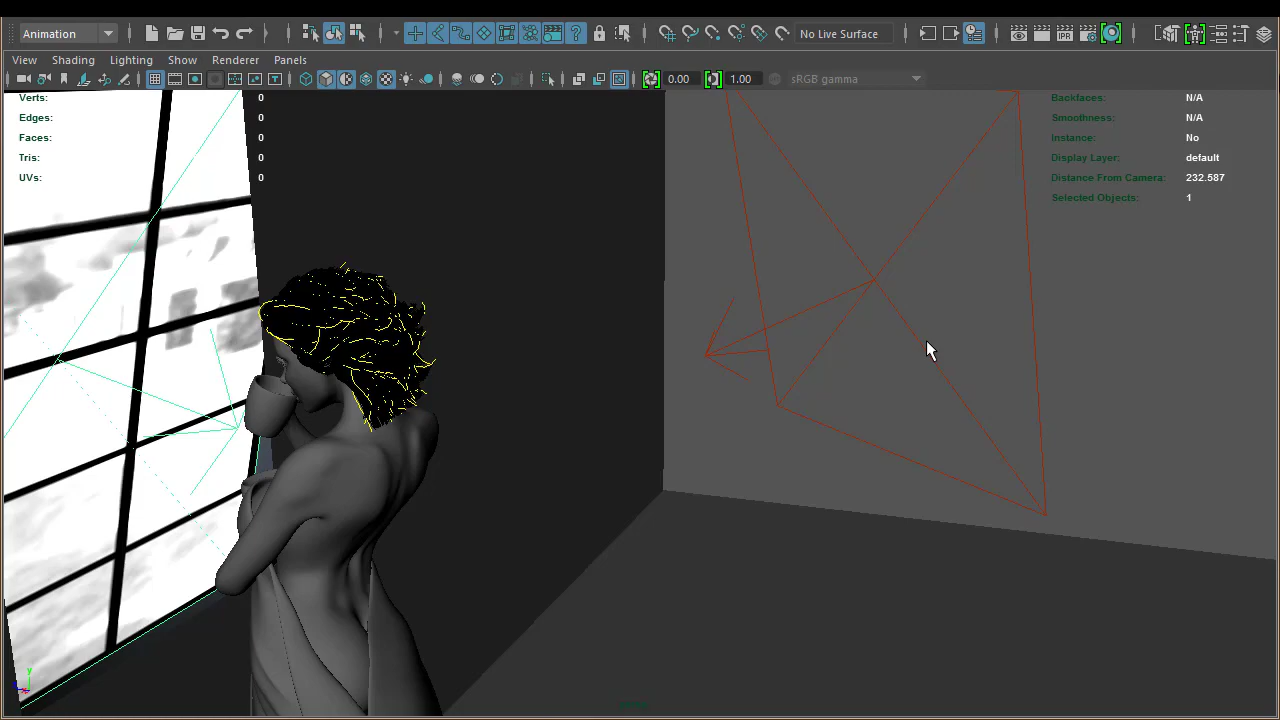 Animation No Live Surface IPR
View Shading Lighting Show Renderer Panels
0.00 1.00 sRGB gamma
Verts: 0 Backfaces: N/A
Edges: 0 Smoothness: N/A
Faces: 0 Instance: No
Tris: 0 Display Layer: default
UVs: 0 Distance From Camera: 232.587
Selected Objects: 1
y